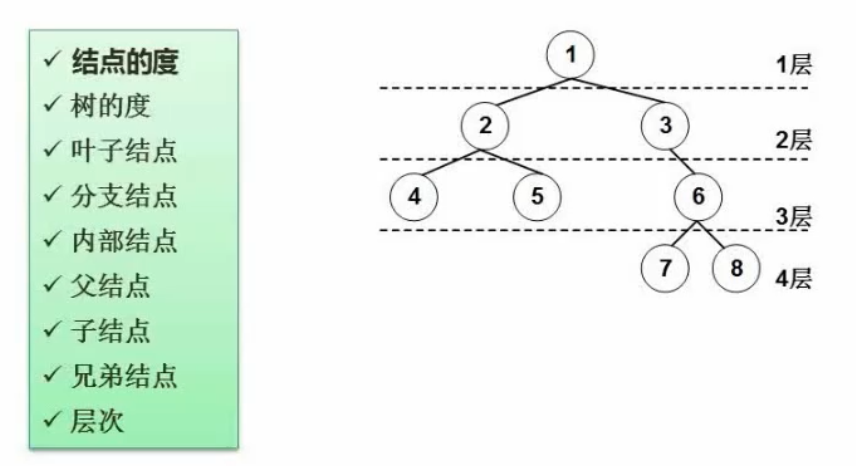 ✓ 结点的度
✓ 树的度
✓ 叶子结点
✓ 分支结点
✓ 内部结点
✓ 父结点
✓ 子结点
✓ 兄弟结点
✓ 层次
1
1层
2
3
2层
4
5
6
3层
7
8
4层